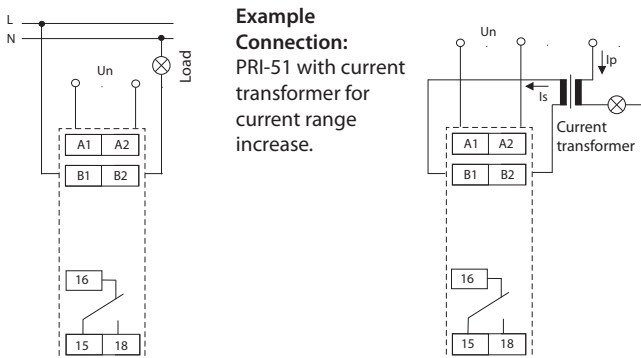 L
N
Un
Load
A1 A2
B1 B2
16
15 18
Example
Connection:
PRI-51 with current
transformer for
current range
increase.
Un
Ip
Is
Current
transformer
A1 A2
B1 B2
16
15 18